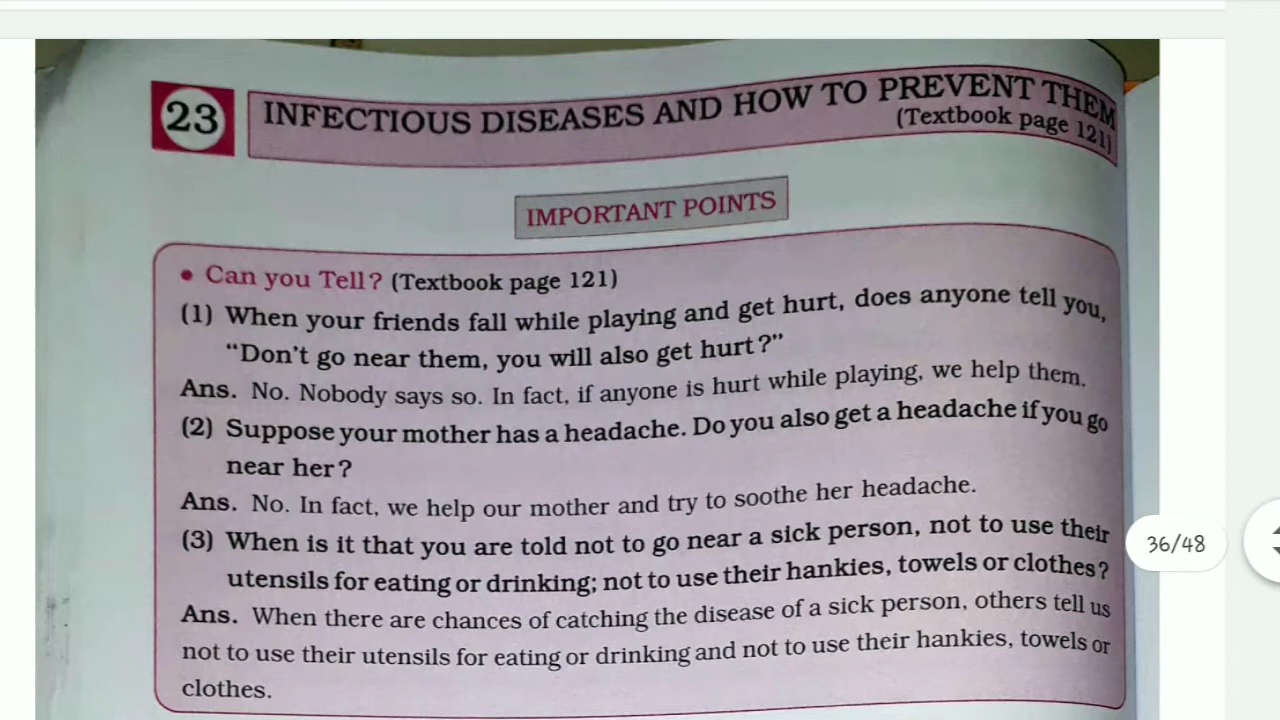 23
INFECTIOUS DISEASES AND HOW TO PREVENT THEM
(Textbook page 121)
IMPORTANT POINTS
• Can you Tell? (Textbook page 121)
(1) When your friends fall while playing and get hurt, does anyone tell you,
“Don't go near them, you will also get hurt?”
Ans. No. Nobody says so. In fact, if anyone is hurt while playing, we help them.
(2) Suppose your mother has a headache. Do you also get a headache if you go
near her?
Ans. No. In fact, we help our mother and try to soothe her headache.
(3) When is it that you are told not to go near a sick person, not to use their
utensils for eating or drinking; not to use their hankies, towels or clothes?
Ans. When there are chances of catching the disease of a sick person, others tell us
not to use their utensils for eating or drinking and not to use their hankies, towels or
clothes.
36/48